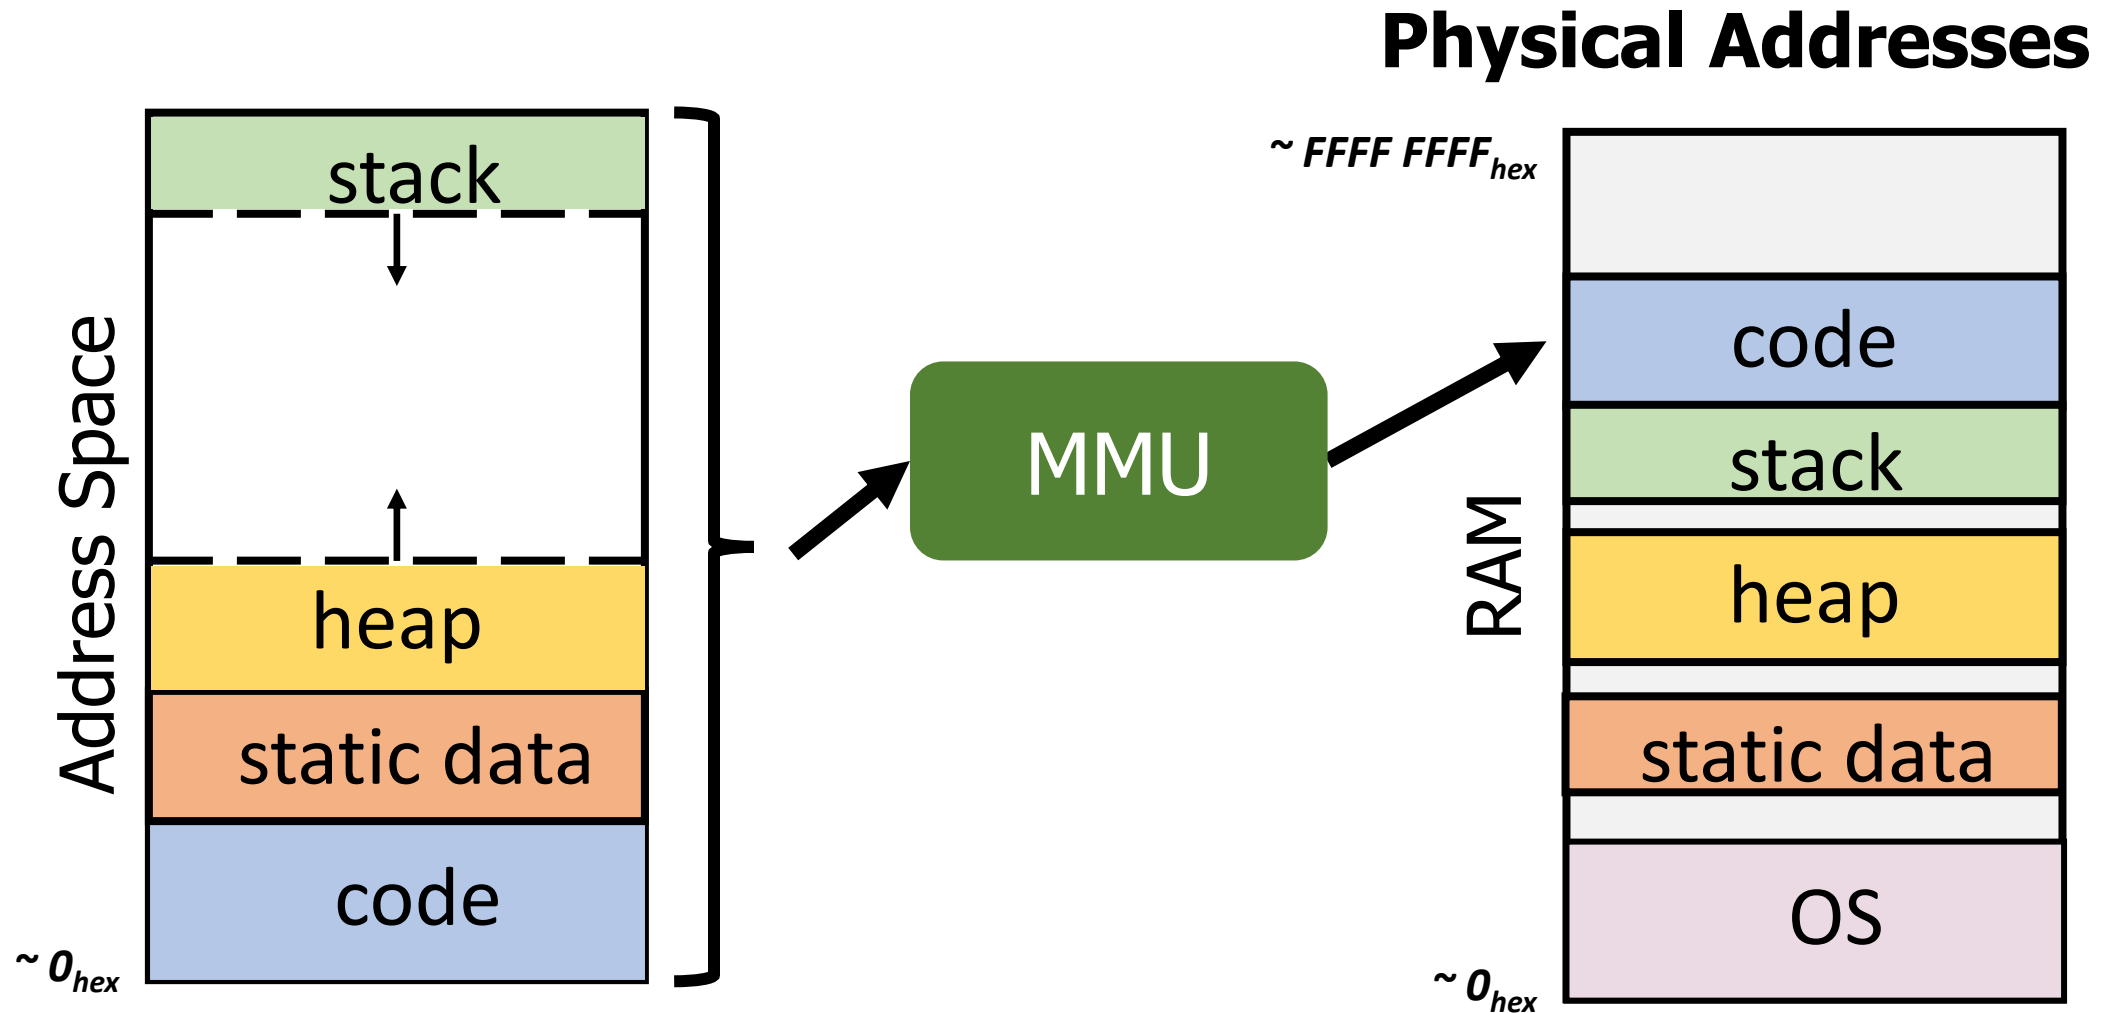 Physical Addresses
Address Space
stack
heap
static data
code
~ 0hex
MMU
~ FFFF FFFFhex
RAM
code
stack
heap
static data
OS
~ 0hex